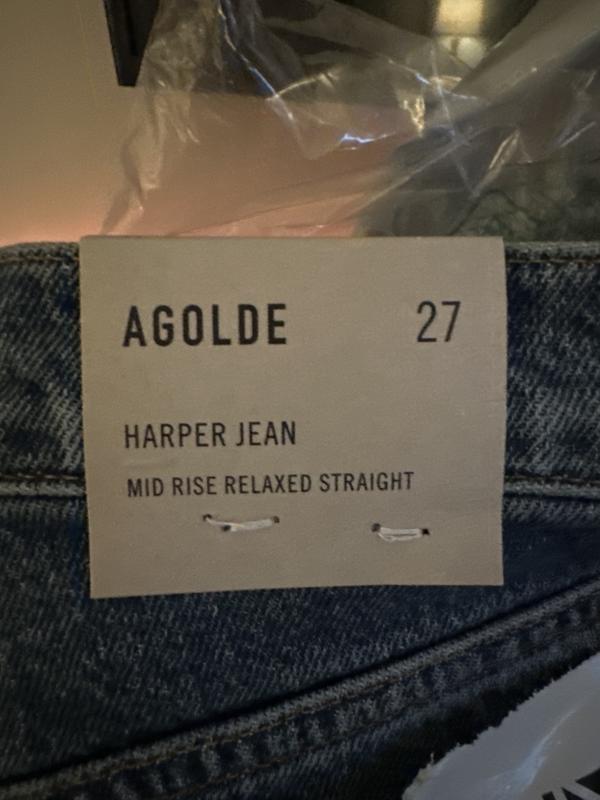 AGOLDE 27
HARPER JEAN
MID RISE RELAXED STRAIGHT